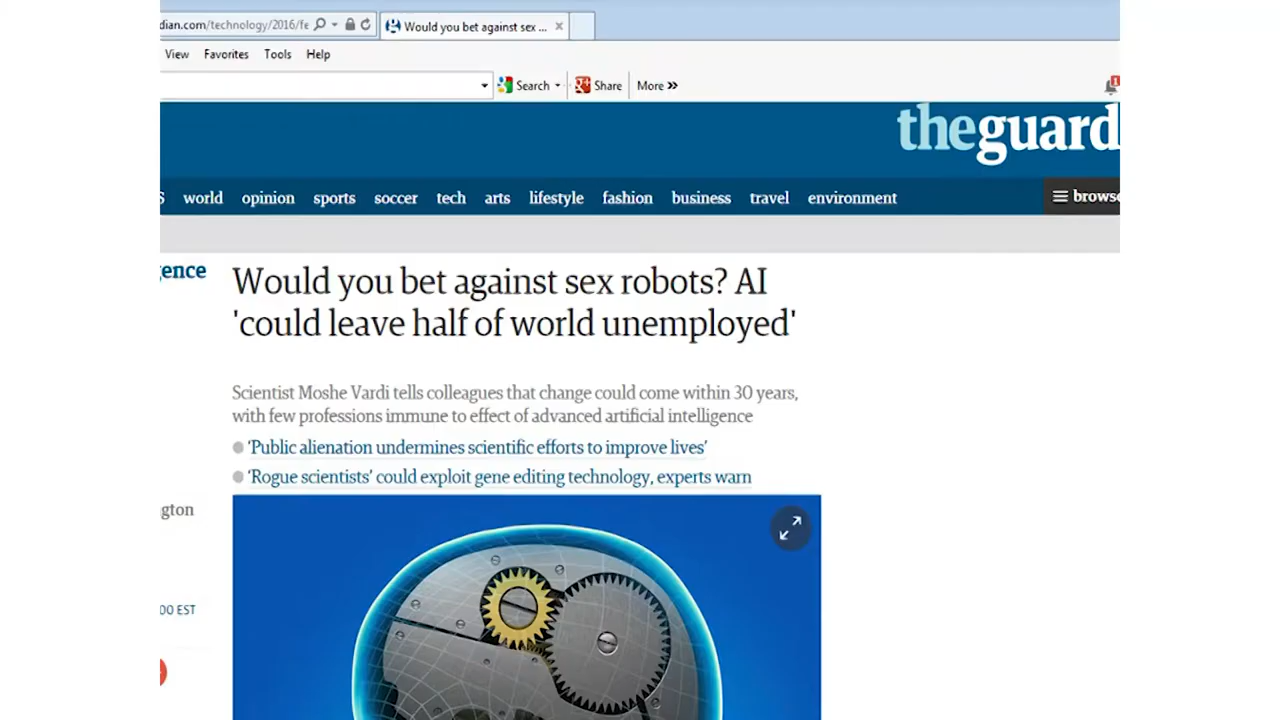 dian.com/technology/2016/fe
Would you bet against sex ...
View Favorites Tools Help
Search Share More
1
theguard
S world opinion sports soccer tech arts lifestyle fashion business travel environment
browse
gence
Would you bet against sex robots? AI
'could leave half of world unemployed'
Scientist Moshe Vardi tells colleagues that change could come within 30 years,
with few professions immune to effect of advanced artificial intelligence
'Public alienation undermines scientific efforts to improve lives'
'Rogue scientists' could exploit gene editing technology, experts warn
gton
00 EST